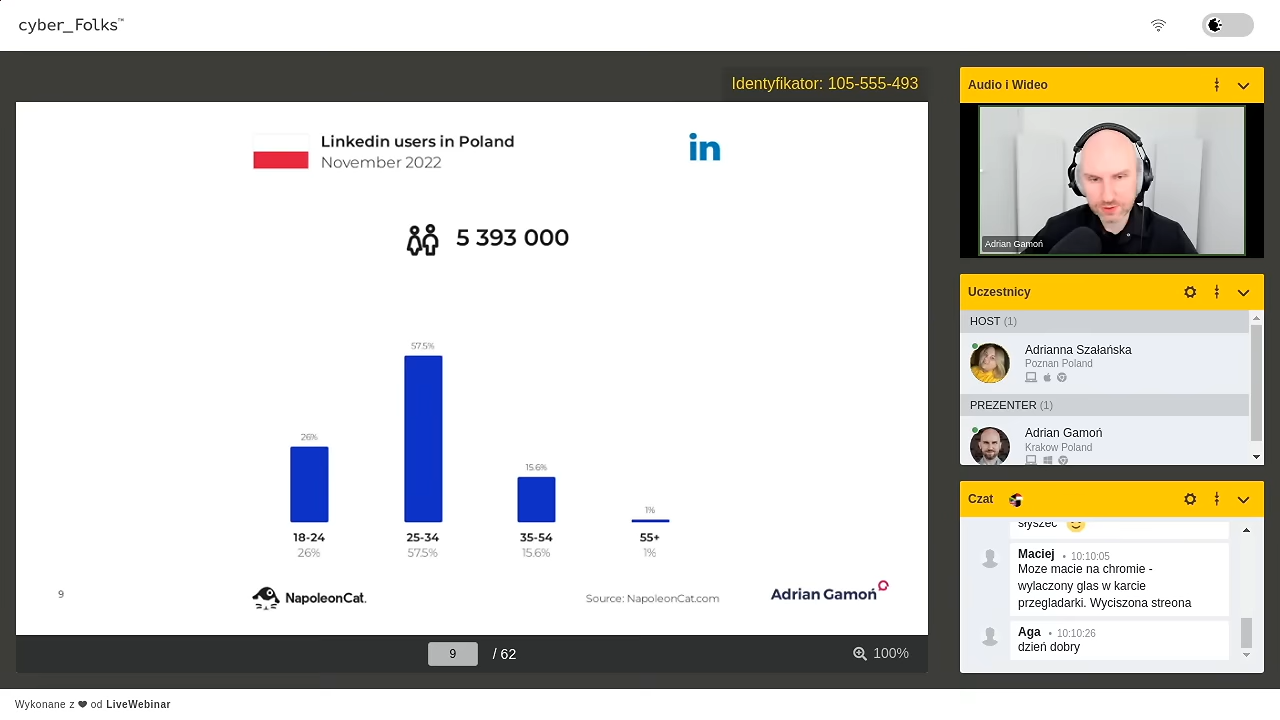 cyber_Folks™
Identyfikator: 105-555-493
Linkedin users in Poland
November 2022
in
5 393 000
57.5%
26%
15.6%
1%
18-24
25-34
35-54
55+
26%
57.5%
15.6%
1%
9
NapoleonCat.
Source: NapoleonCat.com
Adrian Gamoń
9 / 62
100%
Audio i Wideo
Adrian Gamoń
Uczestnicy
HOST (1)
Adrianna Szałańska
Poznan Poland
PREZENTER (1)
Adrian Gamoń
Krakow Poland
Czat
słyszeć
Maciej • 10:10:05
Moze macie na chromie -
wylaczony glas w karcie
przegladarki. Wyciszona streona
Aga • 10:10:26
dzień dobry
Wykonane z ❤ od LiveWebinar